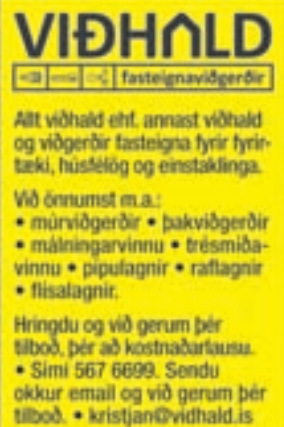 VIÐHALD
fasteignaviðgerðir
Allt viðhald ehf. annast viðhald
og viðgerðir fasteigna fyrir fyrir-
tæki, húsfélög og einstaklinga.
Við önnumst m.a.:
• múrviðgerðir • þakviðgerðir
• málningarvinnu • trésmíða-
vinnu • pípulagnir • raflagnir
• flísalagnir.
Hringdu og við gerum þér
tilboð, þér að kostnaðarlausu.
• Sími 567 6699. Sendu
okkur email og við gerum þér
tilboð. • kristjan@vidhald.is